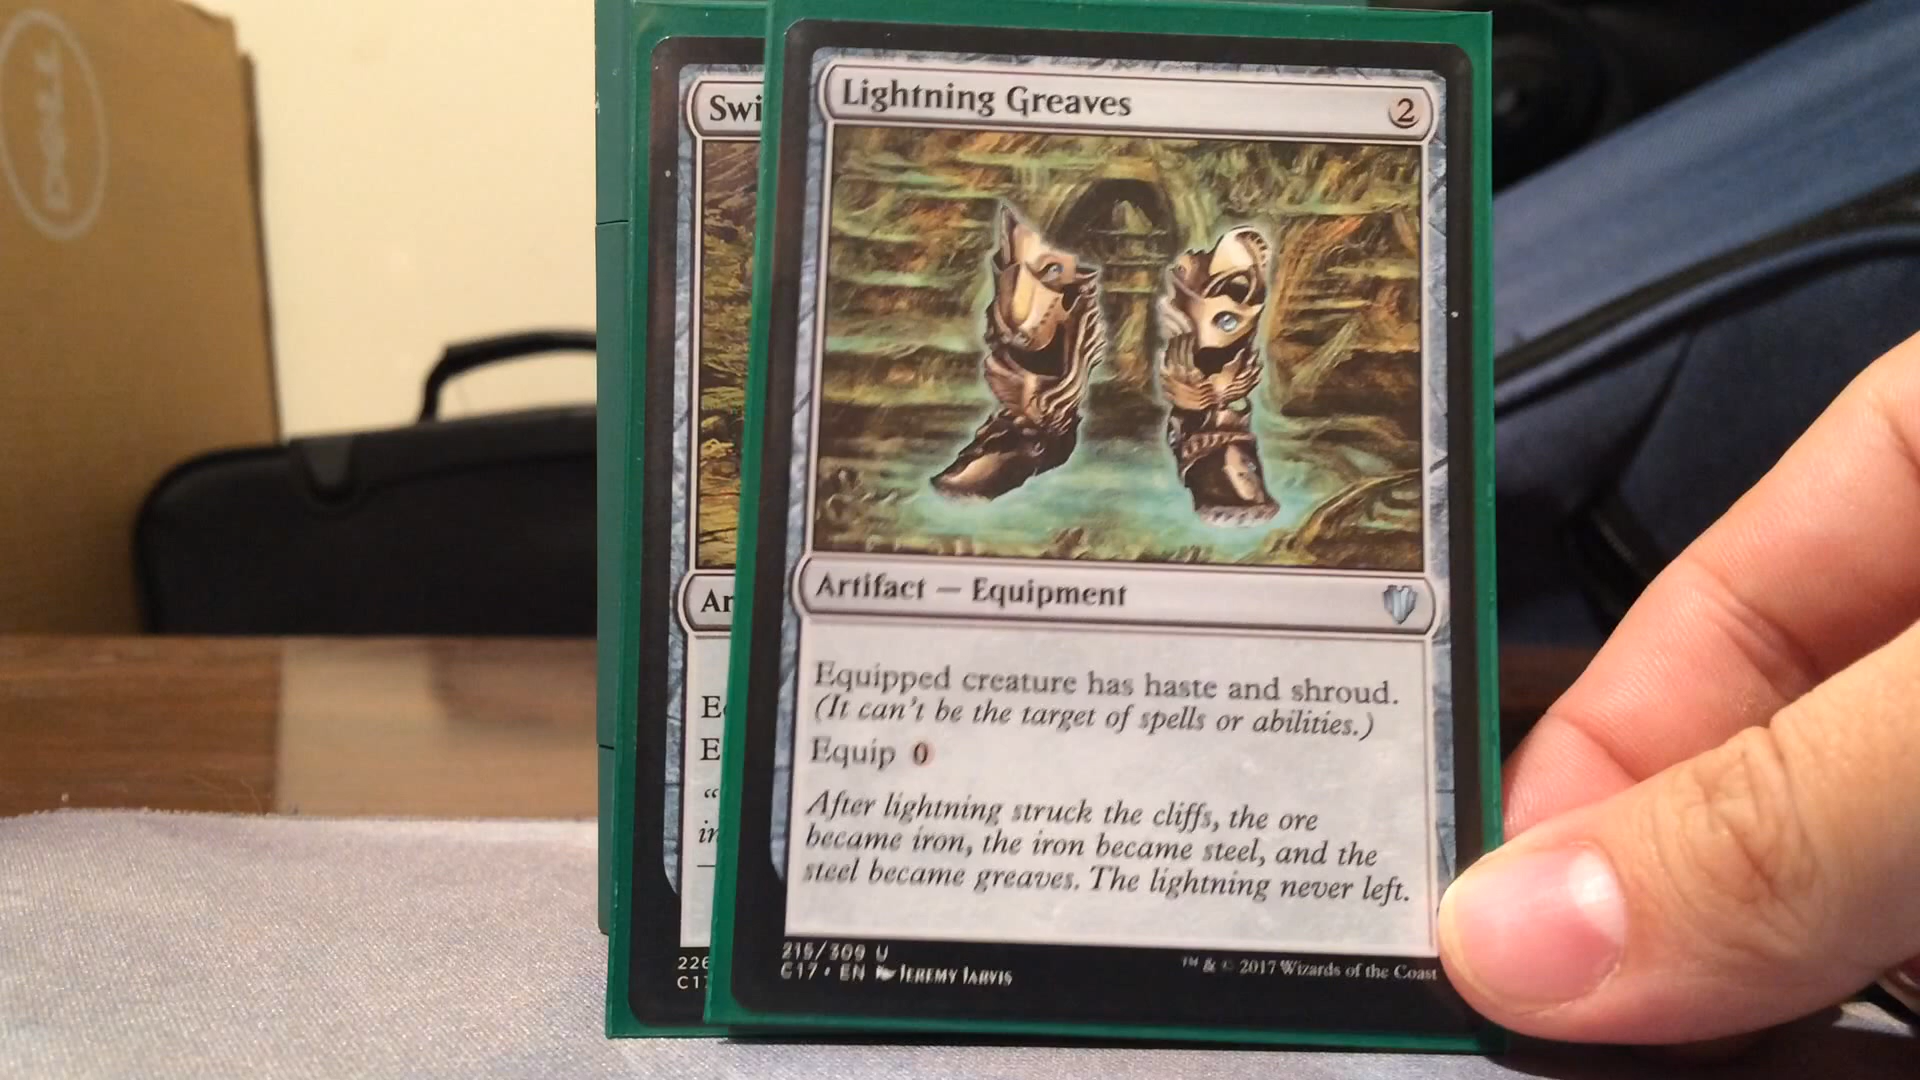 Lightning Greaves 2
Artifact — Equipment
Equipped creature has haste and shroud.
(It can't be the target of spells or abilities.)
Equip 0
After lightning struck the cliffs, the ore
became iron, the iron became steel, and the
steel became greaves. The lightning never left.
215/309 U
C17 • EN JEREMY JARVIS
™ & © 2017 Wizards of the Coast
Swi
Ar
E
"
in
226
C17